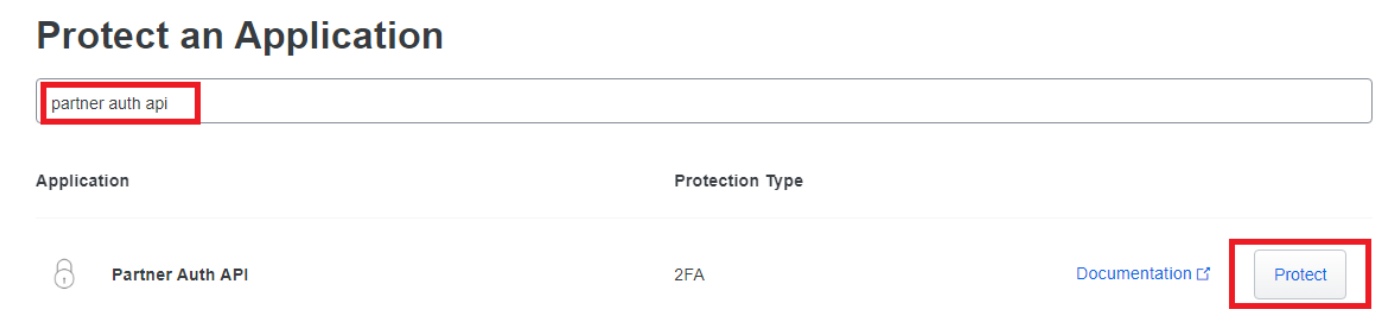 Protect an Application
partner auth api
Application Protection Type
Partner Auth API 2FA Documentation Protect